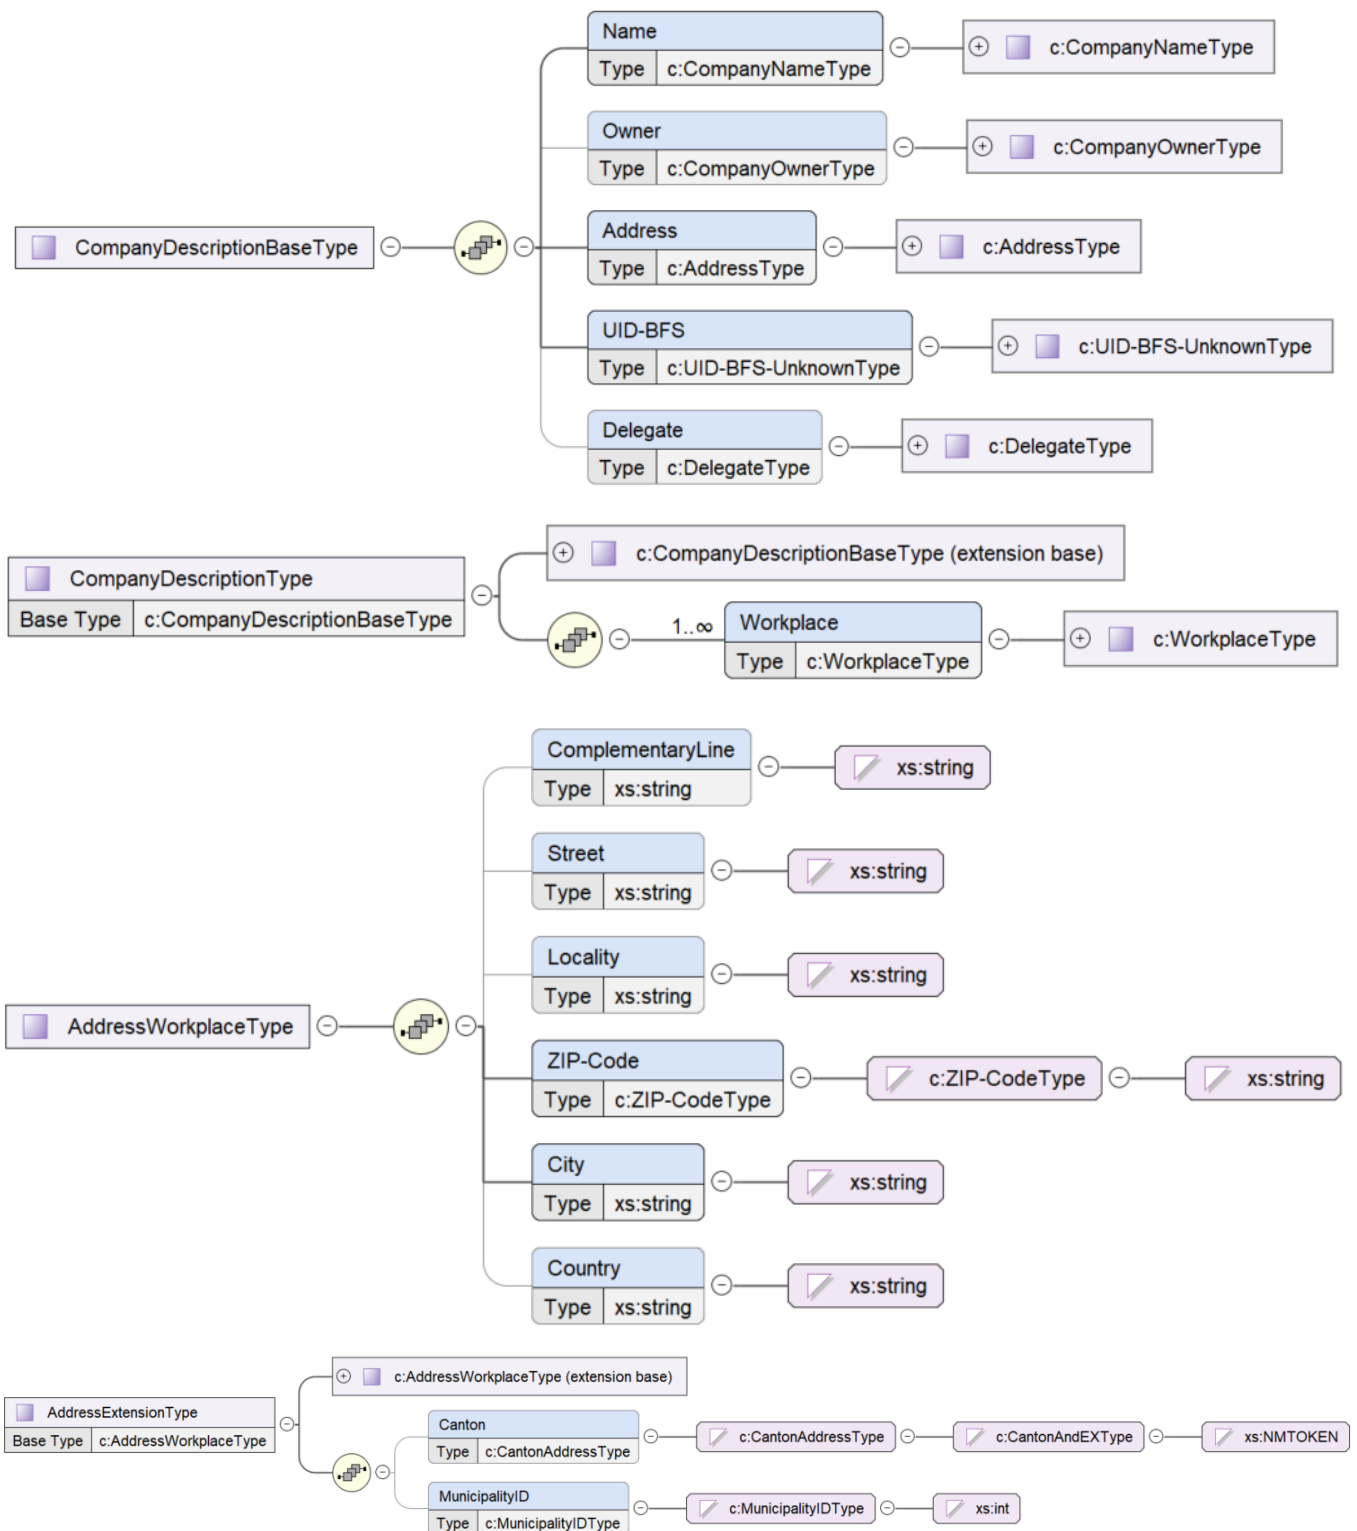 Name
Type c:CompanyNameType
c:CompanyNameType
Owner
Type c:CompanyOwnerType
c:CompanyOwnerType
CompanyDescriptionBaseType
Address
Type c:AddressType
c:AddressType
UID-BFS
Type c:UID-BFS-UnknownType
c:UID-BFS-UnknownType
Delegate
Type c:DelegateType
c:DelegateType
CompanyDescriptionType
Base Type c:CompanyDescriptionBaseType
c:CompanyDescriptionBaseType (extension base)
1..∞
Workplace
Type c:WorkplaceType
c:WorkplaceType
AddressWorkplaceType
ComplementaryLine
Type xs:string
xs:string
Street
Type xs:string
xs:string
Locality
Type xs:string
xs:string
ZIP-Code
Type c:ZIP-CodeType
c:ZIP-CodeType
xs:string
City
Type xs:string
xs:string
Country
Type xs:string
xs:string
AddressExtensionType
Base Type c:AddressWorkplaceType
c:AddressWorkplaceType (extension base)
Canton
Type c:CantonAddressType
c:CantonAddressType
c:CantonAndEXType
xs:NMTOKEN
MunicipalityID
Type c:MunicipalityIDType
c:MunicipalityIDType
xs:int